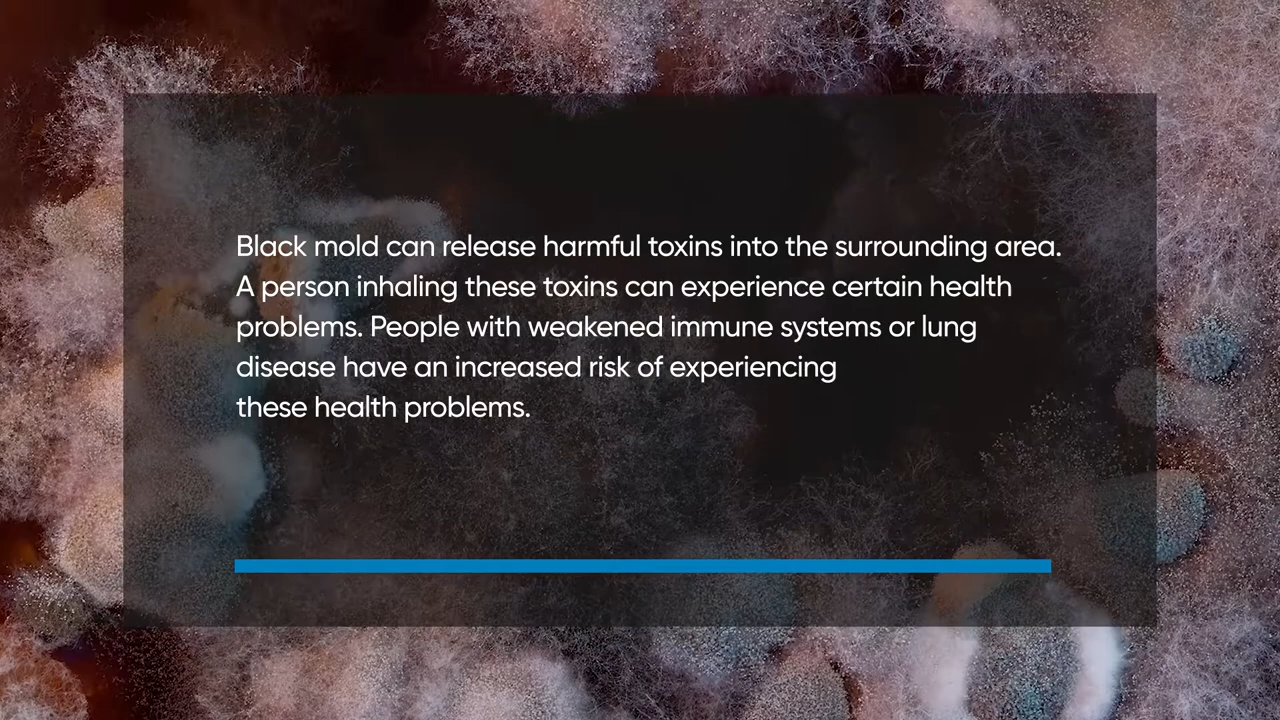 Black mold can release harmful toxins into the surrounding area.
A person inhaling these toxins can experience certain health
problems. People with weakened immune systems or lung
disease have an increased risk of experiencing
these health problems.